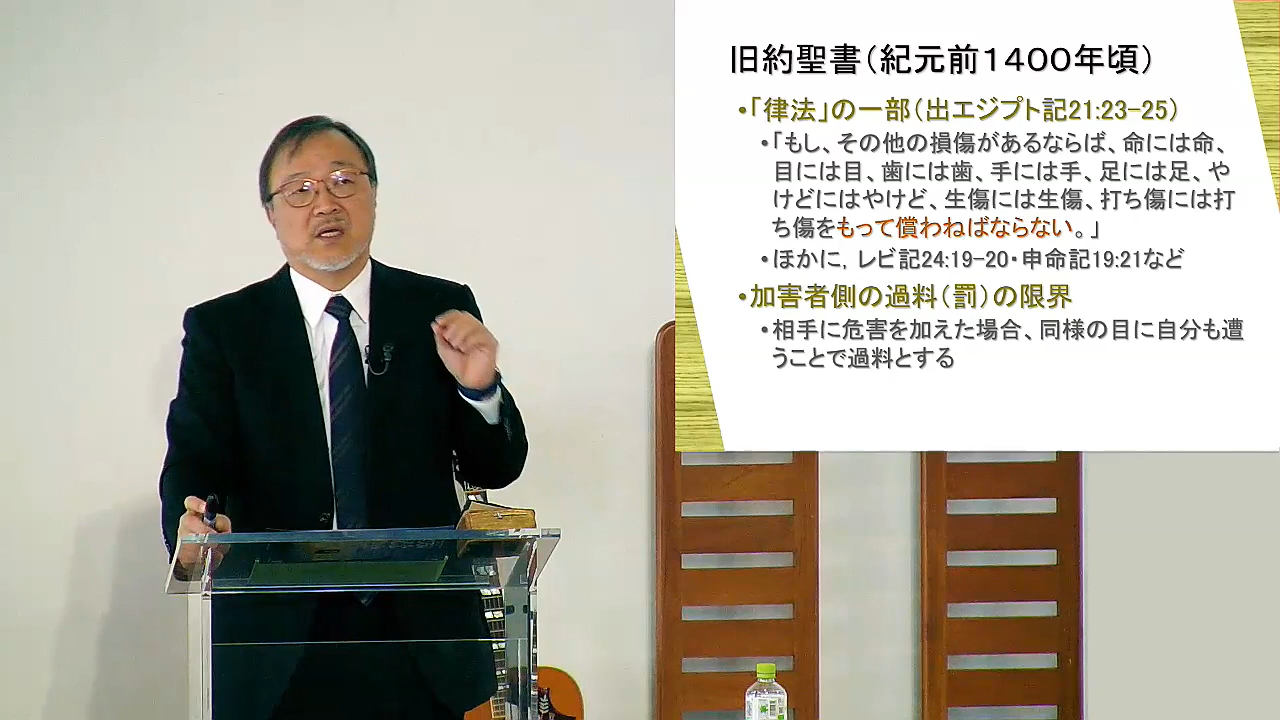 旧約聖書（紀元前１４００年頃）
•「律法」の一部（出エジプト記21:23-25）
•「もし、その他の損傷があるならば、命には命、
目には目、歯には歯、手には手、足には足、や
けどにはやけど、生傷には生傷、打ち傷には打
ち傷をもって償わねばならない。」
•ほかに，レビ記24:19-20・申命記19:21など
•加害者側の過料（罰）の限界
•相手に危害を加えた場合、同様の目に自分も遭
うことで過料とする